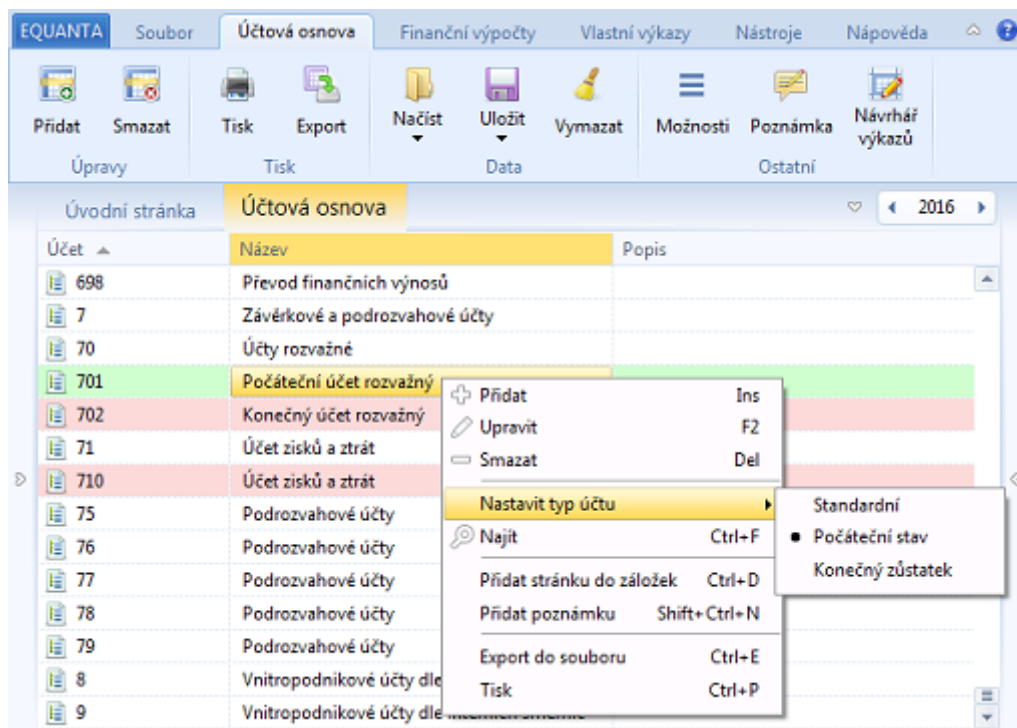 EQUANTA Soubor Účtová osnova Finanční výpočty Vlastní výkazy Nástroje Nápověda
Přidat Smazat Tisk Export Načíst Uložit Vymazat Možnosti Poznámka Návrhář výkazů
Úpravy Tisk Data Ostatní
Úvodní stránka Účtová osnova 2016
Účet Název Popis
698 Převod finančních výnosů
7 Závěrkové a podrozvahové účty
70 Účty rozvažné
701 Počáteční účet rozvažný
702 Konečný účet rozvažný
71 Účet zisků a ztrát
710 Účet zisků a ztrát
75 Podrozvahové účty
76 Podrozvahové účty
77 Podrozvahové účty
78 Podrozvahové účty
79 Podrozvahové účty
8 Vnitropodnikové účty dle
9 Vnitropodnikové účty dle
Přidat Ins
Upravit F2
Smazat Del
Nastavit typ účtu
Najít Ctrl+F
Přidat stránku do záložek Ctrl+D
Přidat poznámku Shift+Ctrl+N
Export do souboru Ctrl+E
Tisk Ctrl+P
Standardní
Počáteční stav
Konečný zůstatek